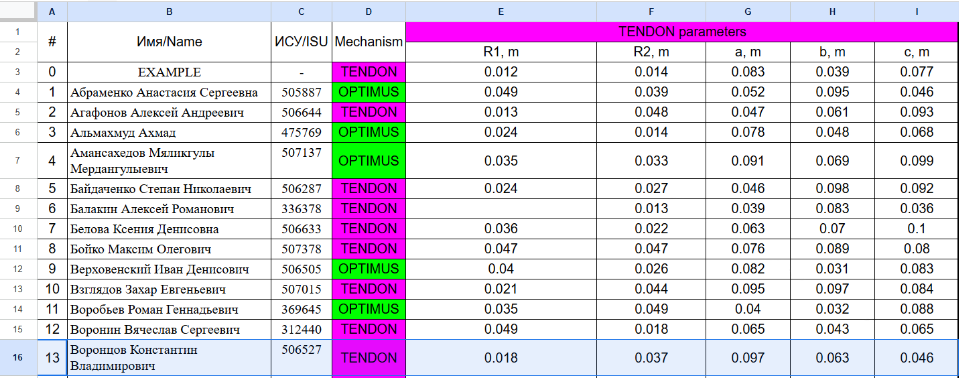 A B C D E F G H I
1 # Имя/Name ИСУ/ISU Mechanism TENDON parameters
2 R1, m R2, m a, m b, m c, m
3 0 EXAMPLE - TENDON 0.012 0.014 0.083 0.039 0.077
4 1 Абраменко Анастасия Сергеевна 505887 OPTIMUS 0.049 0.039 0.052 0.095 0.046
5 2 Агафонов Алексей Андреевич 506644 TENDON 0.013 0.048 0.047 0.061 0.093
6 3 Альмахмуд Ахмад 475769 OPTIMUS 0.024 0.014 0.078 0.048 0.068
7 4 Амансахедов Мяликгулы 507137 OPTIMUS 0.035 0.033 0.091 0.069 0.099
Мердангулыевич
8 5 Байдаченко Степан Николаевич 506287 TENDON 0.024 0.027 0.046 0.098 0.092
9 6 Балакин Алексей Романович 336378 TENDON 0.013 0.039 0.083 0.036
10 7 Белова Ксения Денисовна 506633 TENDON 0.036 0.022 0.063 0.07 0.1
11 8 Бойко Максим Олегович 507378 TENDON 0.047 0.047 0.076 0.089 0.08
12 9 Верховенский Иван Денисович 506505 OPTIMUS 0.04 0.026 0.082 0.031 0.083
13 10 Взглядов Захар Евгеньевич 507015 TENDON 0.021 0.044 0.095 0.097 0.084
14 11 Воробьев Роман Геннадьевич 369645 OPTIMUS 0.035 0.049 0.04 0.032 0.088
15 12 Воронин Вячеслав Сергеевич 312440 TENDON 0.049 0.018 0.065 0.043 0.065
16 13 Воронцов Константин 506527 TENDON 0.018 0.037 0.097 0.063 0.046
Владимирович